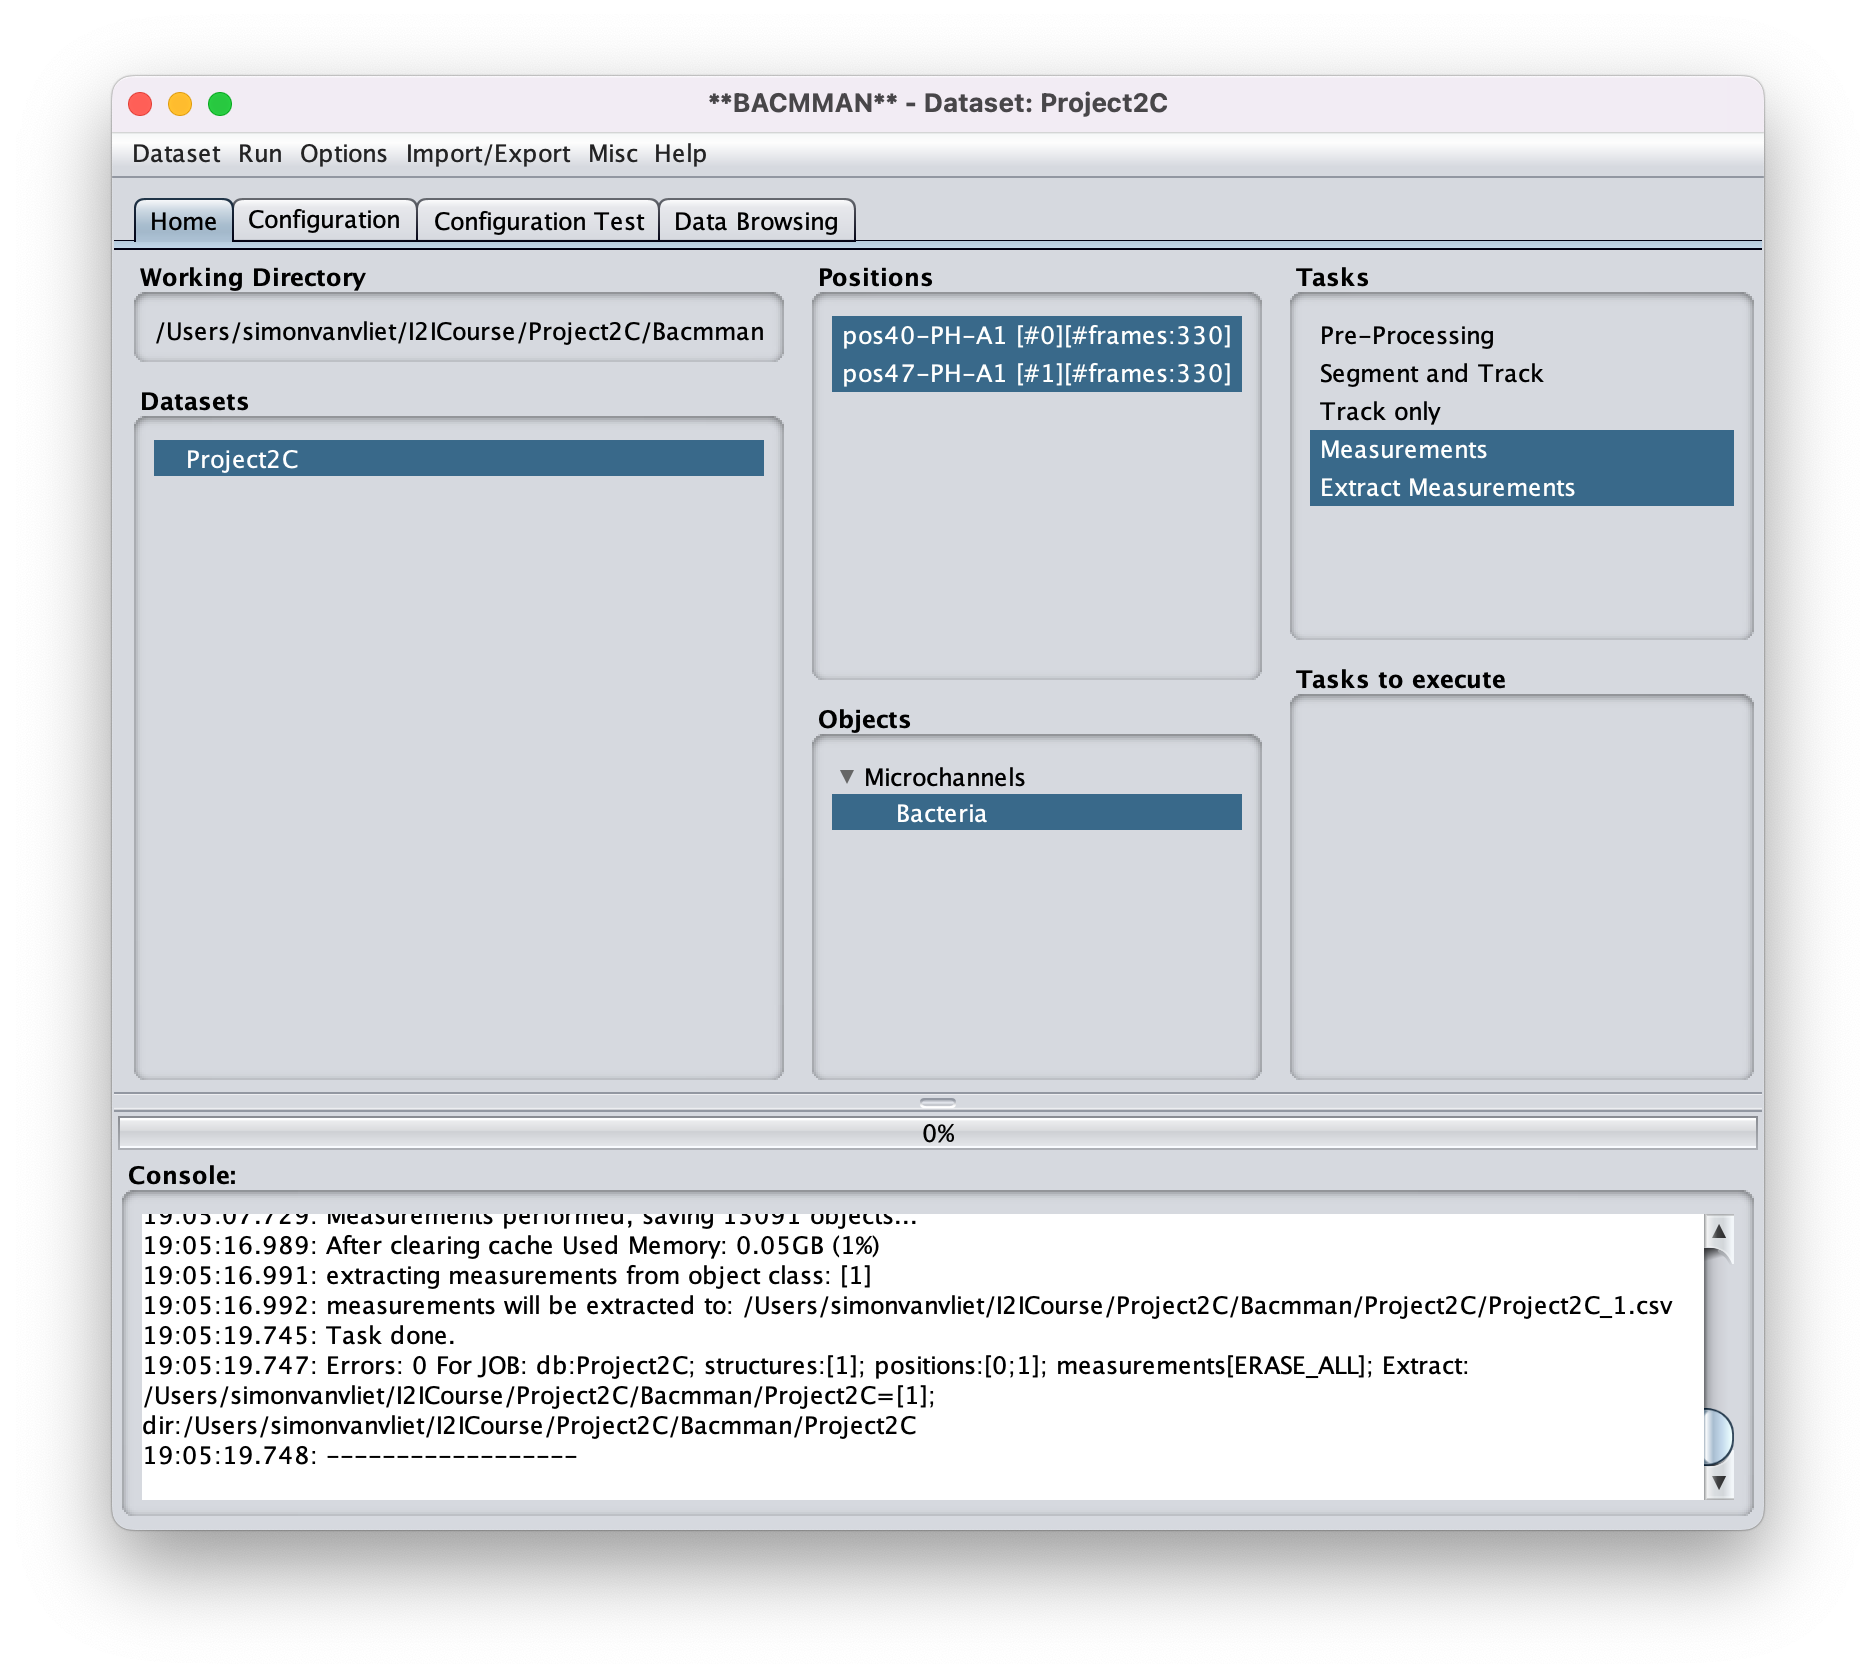 **BACMMAN** - Dataset: Project2C
Dataset Run Options Import/Export Misc Help
Home Configuration Configuration Test Data Browsing
Working Directory
/Users/simonvanvliet/I2ICourse/Project2C/Bacmman
Datasets
Project2C
Positions
pos40-PH-A1 [#0][#frames:330]
pos47-PH-A1 [#1][#frames:330]
Objects
Microchannels
Bacteria
Tasks
Pre-Processing
Segment and Track
Track only
Measurements
Extract Measurements
Tasks to execute
0%
Console:
19:05:07.729: Measurements performed, saving 15091 objects...
19:05:16.989: After clearing cache Used Memory: 0.05GB (1%)
19:05:16.991: extracting measurements from object class: [1]
19:05:16.992: measurements will be extracted to: /Users/simonvanvliet/I2ICourse/Project2C/Bacmman/Project2C/Project2C_1.csv
19:05:19.745: Task done.
19:05:19.747: Errors: 0 For JOB: db:Project2C; structures:[1]; positions:[0;1]; measurements[ERASE_ALL]; Extract:
/Users/simonvanvliet/I2ICourse/Project2C/Bacmman/Project2C=[1];
dir:/Users/simonvanvliet/I2ICourse/Project2C/Bacmman/Project2C
19:05:19.748: ------------------